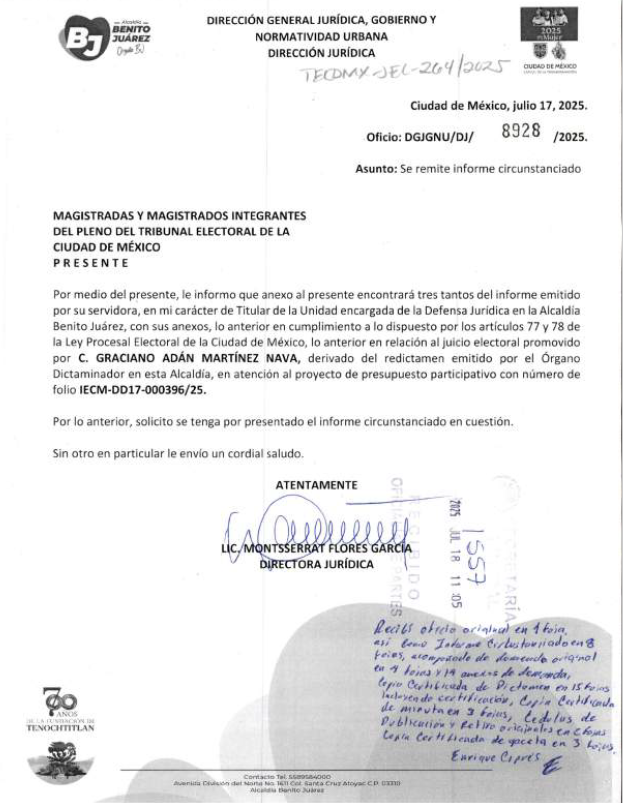 Alcaldía
BENITO
JUÁREZ
BJ
DIRECCIÓN GENERAL JURÍDICA, GOBIERNO Y
NORMATIVIDAD URBANA
DIRECCIÓN JURÍDICA
2025
CIUDAD DE MÉXICO
TECDMX-JEL-264/2025
Ciudad de México, julio 17, 2025.
Oficio: DGJGNU/DJ/ 8928 /2025.
Asunto: Se remite informe circunstanciado
MAGISTRADAS Y MAGISTRADOS INTEGRANTES
DEL PLENO DEL TRIBUNAL ELECTORAL DE LA
CIUDAD DE MÉXICO
P R E S E N T E
Por medio del presente, le informo que anexo al presente encontrará tres tantos del informe emitido
por su servidora, en mi carácter de Titular de la Unidad encargada de la Defensa Jurídica en la Alcaldía
Benito Juárez, con sus anexos, lo anterior en cumplimiento a lo dispuesto por los artículos 77 y 78 de
la Ley Procesal Electoral de la Ciudad de México, lo anterior en relación al juicio electoral promovido
por C. GRACIANO ADÁN MARTÍNEZ NAVA, derivado del redictamen emitido por el Órgano
Dictaminador en esta Alcaldía, en atención al proyecto de presupuesto participativo con número de
folio IECM-DD17-000396/25.
Por lo anterior, solicito se tenga por presentado el informe circunstanciado en cuestión.
Sin otro en particular le envío un cordial saludo.
ATENTAMENTE
LIC. MONTSSERRAT FLORES GARCÍA
DIRECTORA JURÍDICA
RECIBIDO
2025 JUL 18 11:05
1557
Recibí oficio original en 1 foja,
así como Informe Circustanciado en 8
fojas, acompañado de demanda original
en 4 fojas y 14 anexos de demanda,
Copia Certificada de Dictamen en 15 fojas
incluyendo certificación, Copia Certificada
de minuta en 3 fojas, Cedulas de
Publicación y Retiro originales en 2 fojas
Copia Certificada de gaceta en 3 fojas.
Enrique Ciprés
700
AÑOS
DE LA FUNDACIÓN DE
TENOCHTITLAN
Contacto Tel. 5589584000
Avenida División del Norte No. 1611 Col. Santa Cruz Atoyac C.P. 03310
Alcaldía Benito Juárez